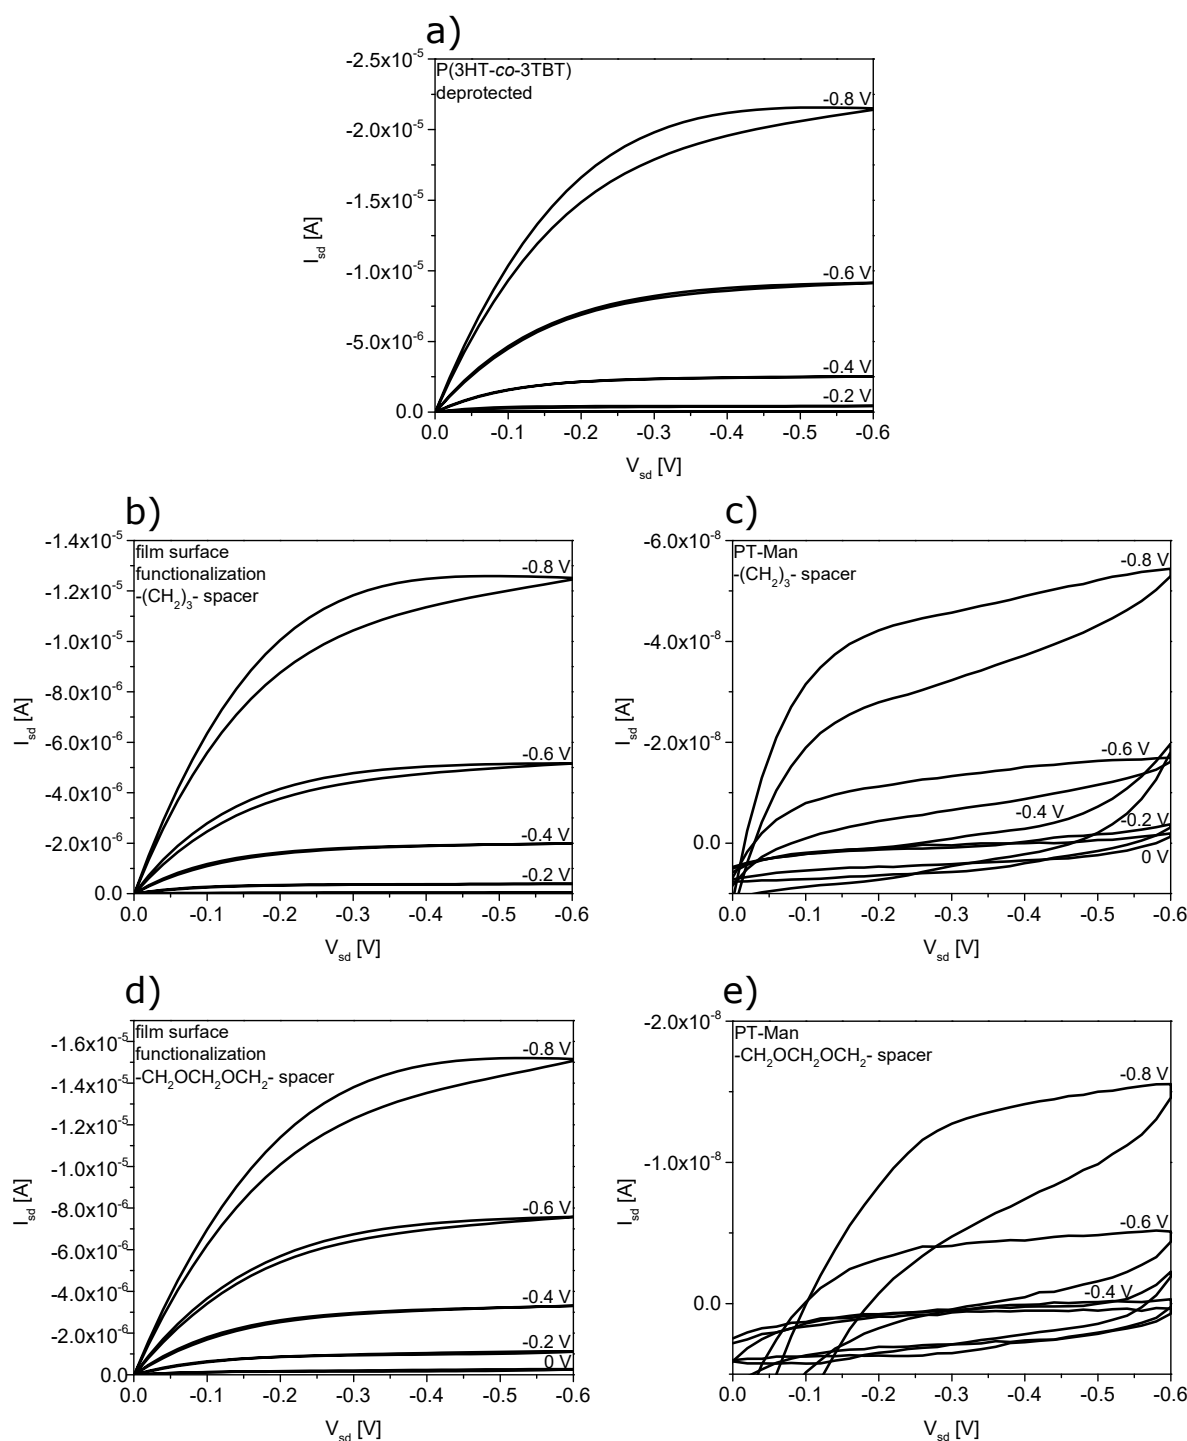 a)
P(3HT-co-3TBT)
deprotected
-2.5x10⁻⁵
-2.0x10⁻⁵
-1.5x10⁻⁵
-1.0x10⁻⁵
-5.0x10⁻⁶
0.0
-0.8 V
-0.6 V
-0.4 V
-0.2 V
0.0 -0.1 -0.2 -0.3 -0.4 -0.5 -0.6
I_sd [A]
V_sd [V]
b)
film surface
functionalization
-(CH₂)₃- spacer
-1.4x10⁻⁵
-1.2x10⁻⁵
-1.0x10⁻⁵
-8.0x10⁻⁶
-6.0x10⁻⁶
-4.0x10⁻⁶
-2.0x10⁻⁶
0.0
-0.8 V
-0.6 V
-0.4 V
-0.2 V
0.0 -0.1 -0.2 -0.3 -0.4 -0.5 -0.6
I_sd [A]
V_sd [V]
c)
PT-Man
-(CH₂)₃- spacer
-6.0x10⁻⁸
-4.0x10⁻⁸
-2.0x10⁻⁸
0.0
-0.8 V
-0.6 V
-0.4 V
-0.2 V
0 V
0.0 -0.1 -0.2 -0.3 -0.4 -0.5 -0.6
I_sd [A]
V_sd [V]
d)
film surface
functionalization
-CH₂OCH₂OCH₂- spacer
-1.6x10⁻⁵
-1.4x10⁻⁵
-1.2x10⁻⁵
-1.0x10⁻⁵
-8.0x10⁻⁶
-6.0x10⁻⁶
-4.0x10⁻⁶
-2.0x10⁻⁶
0.0
-0.8 V
-0.6 V
-0.4 V
-0.2 V
0 V
0.0 -0.1 -0.2 -0.3 -0.4 -0.5 -0.6
I_sd [A]
V_sd [V]
e)
PT-Man
-CH₂OCH₂OCH₂- spacer
-2.0x10⁻⁸
-1.0x10⁻⁸
0.0
-0.8 V
-0.6 V
-0.4 V
0.0 -0.1 -0.2 -0.3 -0.4 -0.5 -0.6
I_sd [A]
V_sd [V]